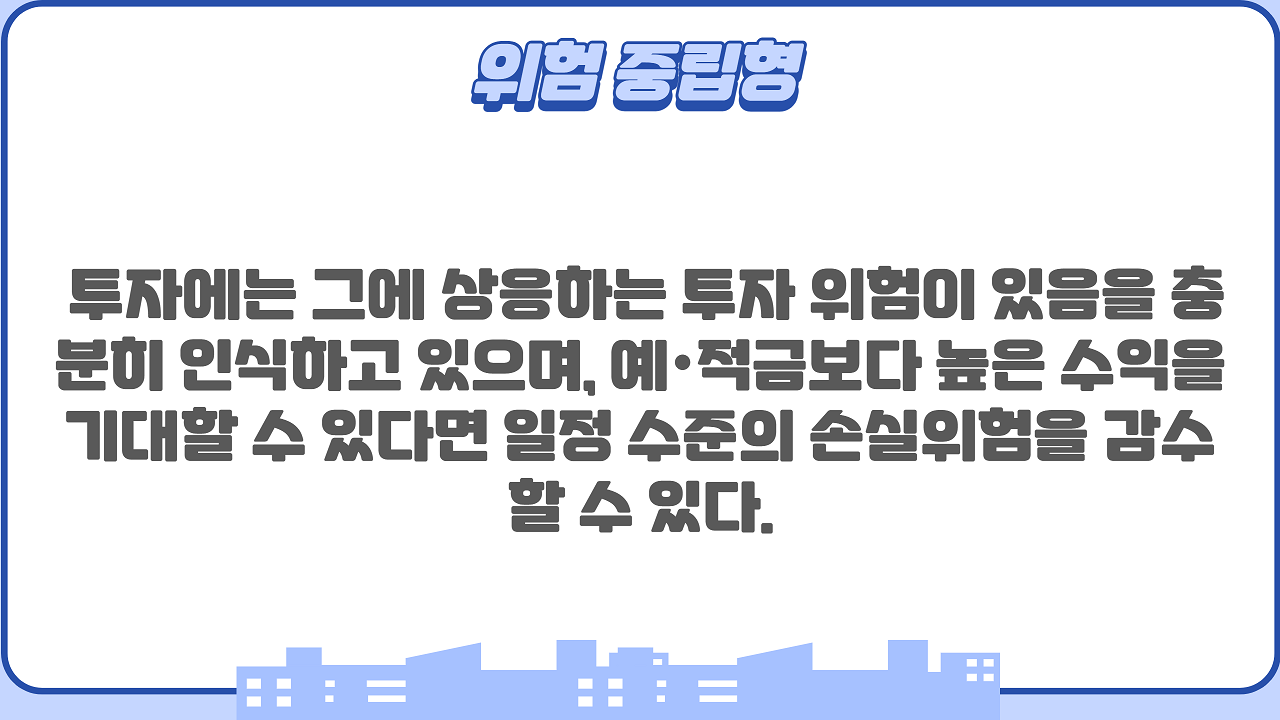 위험 중립형
투자에는 그에 상응하는 투자 위험이 있음을 충
분히 인식하고 있으며, 예·적금보다 높은 수익을
기대할 수 있다면 일정 수준의 손실위험을 감수
할 수 있다.